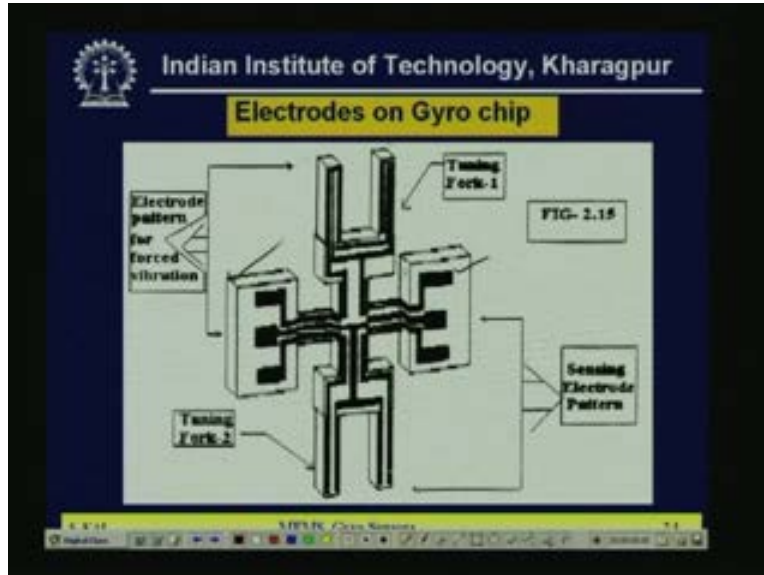 Indian Institute of Technology, Kharagpur
Electrodes on Gyro chip
Electrode
pattern
for
forced
vibration
Tuning
Fork-1
FIG- 2.15
Sensing
Electrode
Pattern
Tuning
Fork-2
MEMS Gyro Sensors